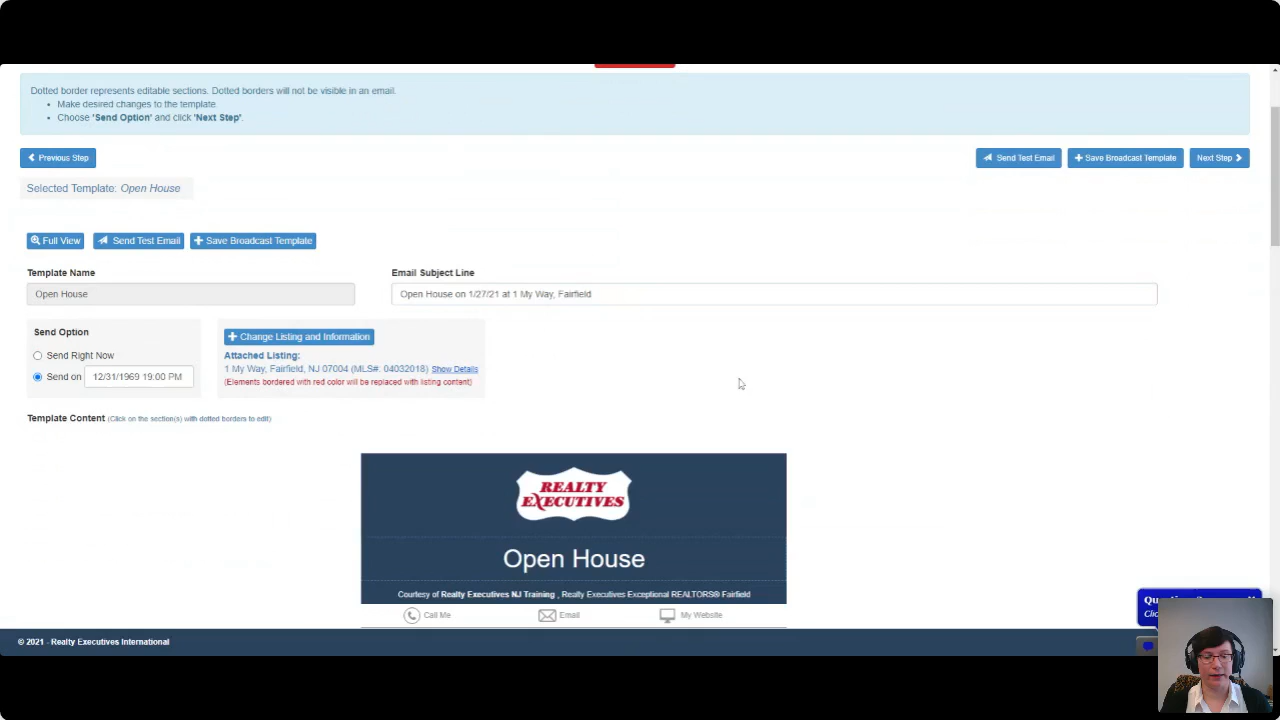 Dotted border represents editable sections. Dotted borders will not be visible in an email.
• Make desired changes to the template.
• Choose 'Send Option' and click 'Next Step'.
Previous Step
Send Test Email
Save Broadcast Template
Next Step
Selected Template: Open House
Full View
Send Test Email
Save Broadcast Template
Template Name
Email Subject Line
Open House
Open House on 1/27/21 at 1 My Way, Fairfield
Send Option
Send Right Now
Send on 12/31/1969 19:00 PM
Change Listing and Information
Attached Listing:
1 My Way, Fairfield, NJ 07004 (MLS#: 04032018) Show Details
(Elements bordered with red color will be replaced with listing content)
Template Content (Click on the section(s) with dotted borders to edit)
REALTY
EXECUTIVES
Open House
Courtesy of Realty Executives NJ Training , Realty Executives Exceptional REALTORS® Fairfield
Call Me
Email
My Website
© 2021 - Realty Executives International